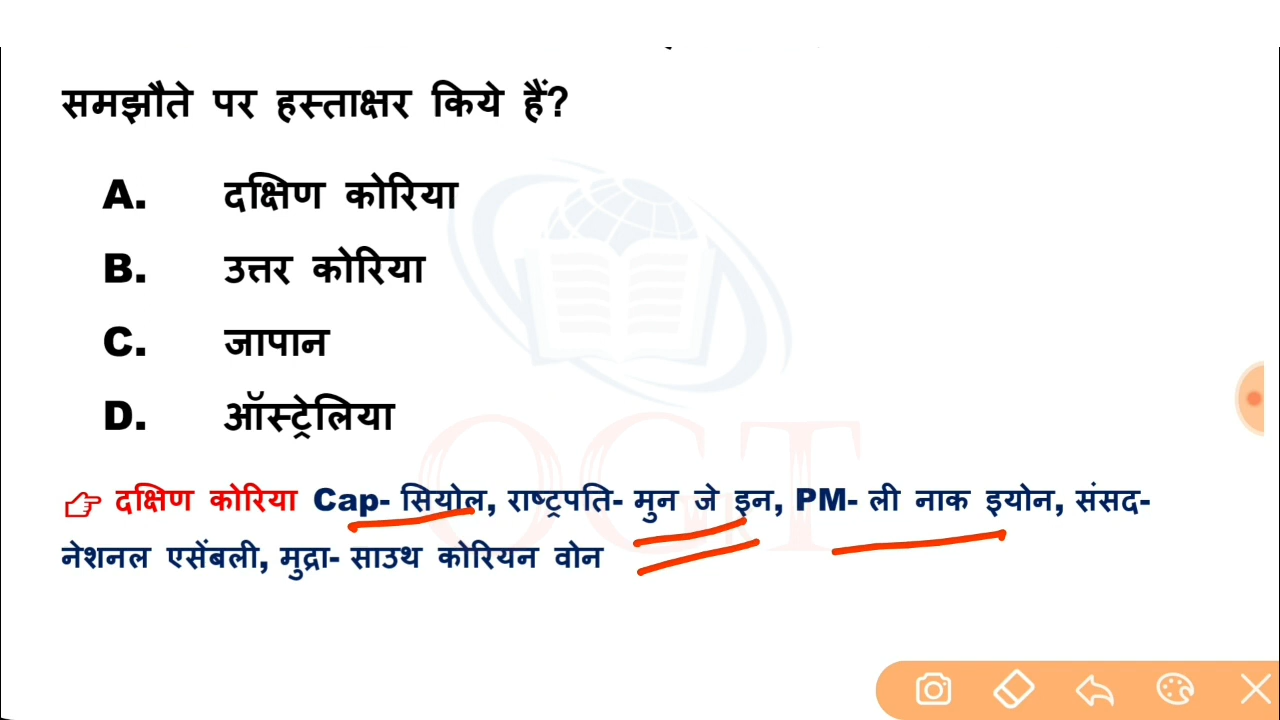 समझौते पर हस्ताक्षर किये हैं?
A. दक्षिण कोरिया
B. उत्तर कोरिया
C. जापान
D. ऑस्ट्रेलिया
दक्षिण कोरिया Cap- सियोल, राष्ट्रपति- मुन जे इन, PM- ली नाक इयोन, संसद-
नेशनल एसेंबली, मुद्रा- साउथ कोरियन वोन
OGT